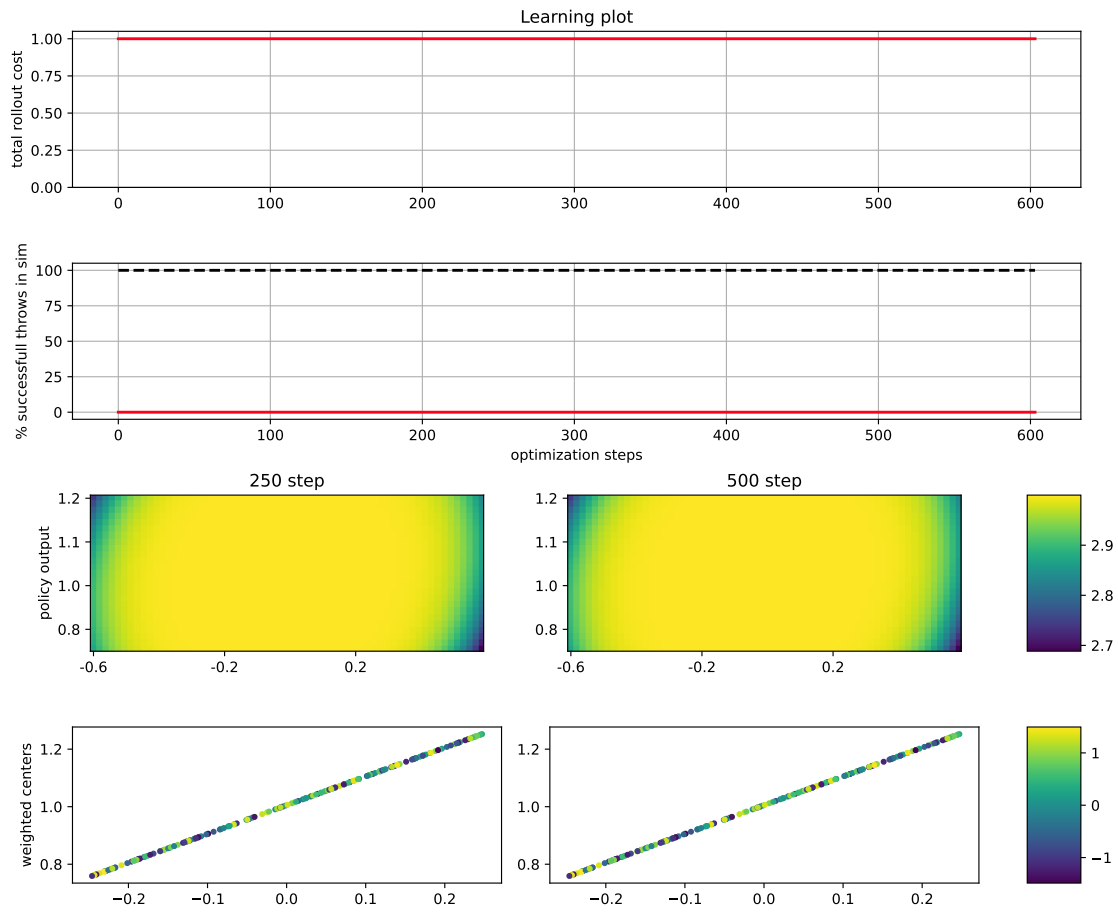 Learning plot
total rollout cost
1.00
0.75
0.50
0.25
0.00
0 100 200 300 400 500 600
% successfull throws in sim
100
75
50
25
0
0 100 200 300 400 500 600
optimization steps
250 step
500 step
policy output
1.2
1.1
1.0
0.8
-0.6 -0.2 0.2
1.2
1.1
1.0
0.8
-0.6 -0.2 0.2
2.9
2.8
2.7
weighted centers
1.2
1.0
0.8
−0.2 −0.1 0.0 0.1 0.2
1.2
1.0
0.8
−0.2 −0.1 0.0 0.1 0.2
1
0
−1